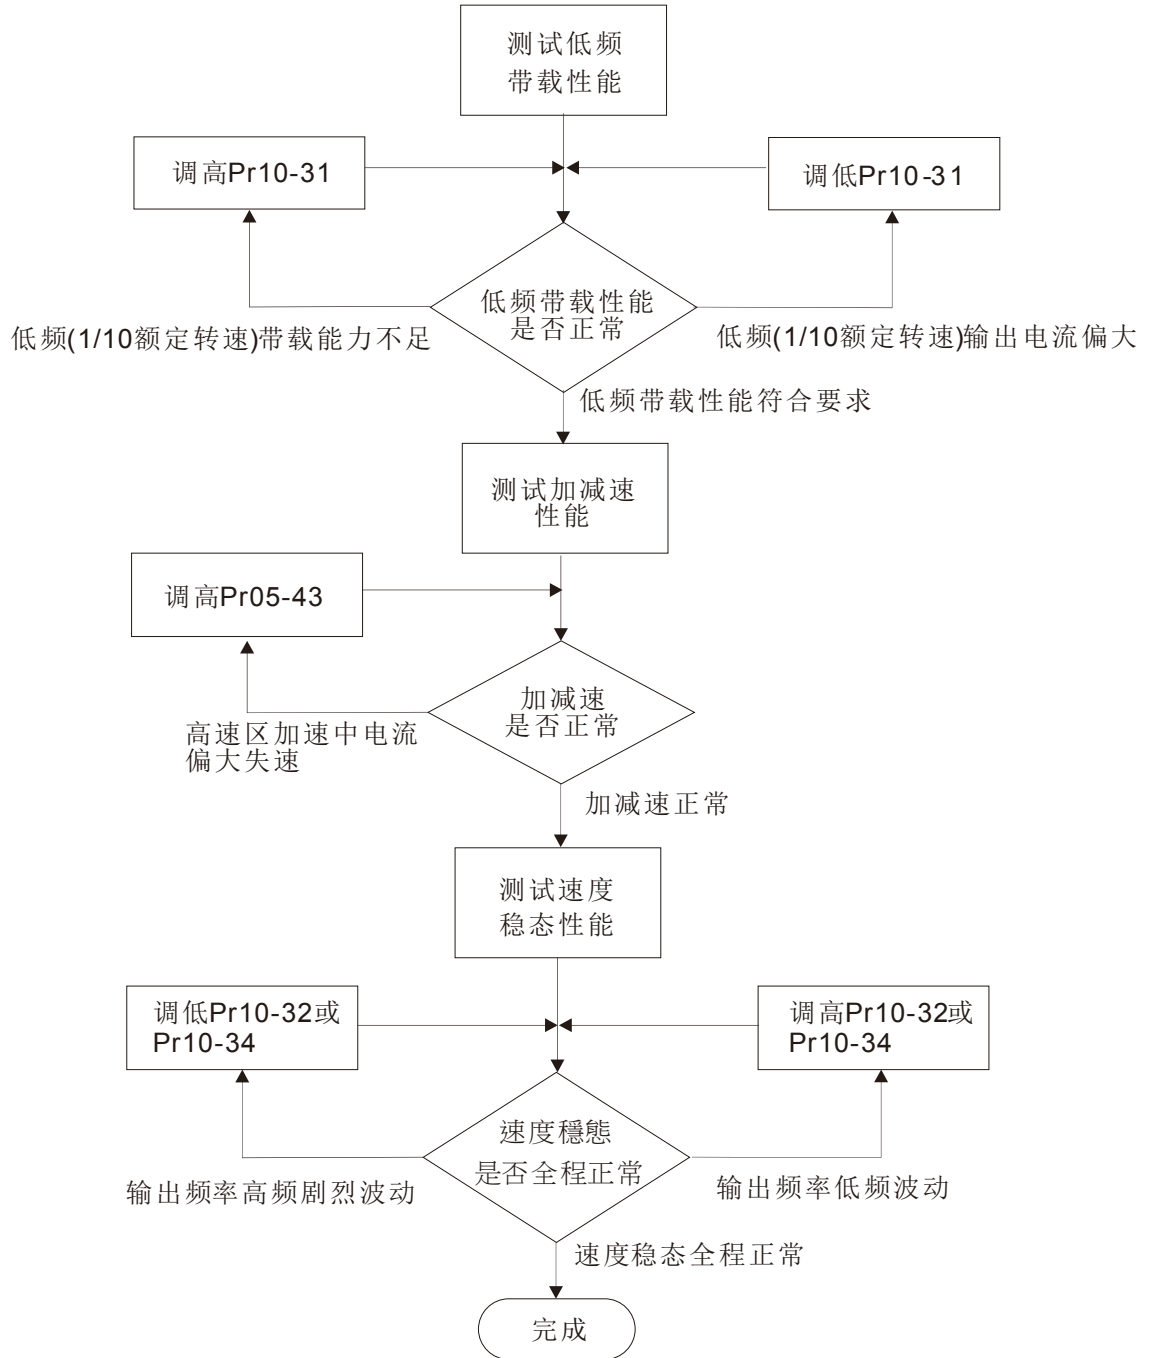 测试低频
带载性能
调高Pr10-31
调低Pr10-31
低频带载性能
是否正常
低频(1/10额定转速)带载能力不足
低频(1/10额定转速)输出电流偏大
低频带载性能符合要求
测试加减速
性能
调高Pr05-43
加减速
是否正常
高速区加速中电流
偏大失速
加减速正常
测试速度
稳态性能
调低Pr10-32或
Pr10-34
调高Pr10-32或
Pr10-34
速度穩態
是否全程正常
输出频率高频剧烈波动
输出频率低频波动
速度稳态全程正常
完成